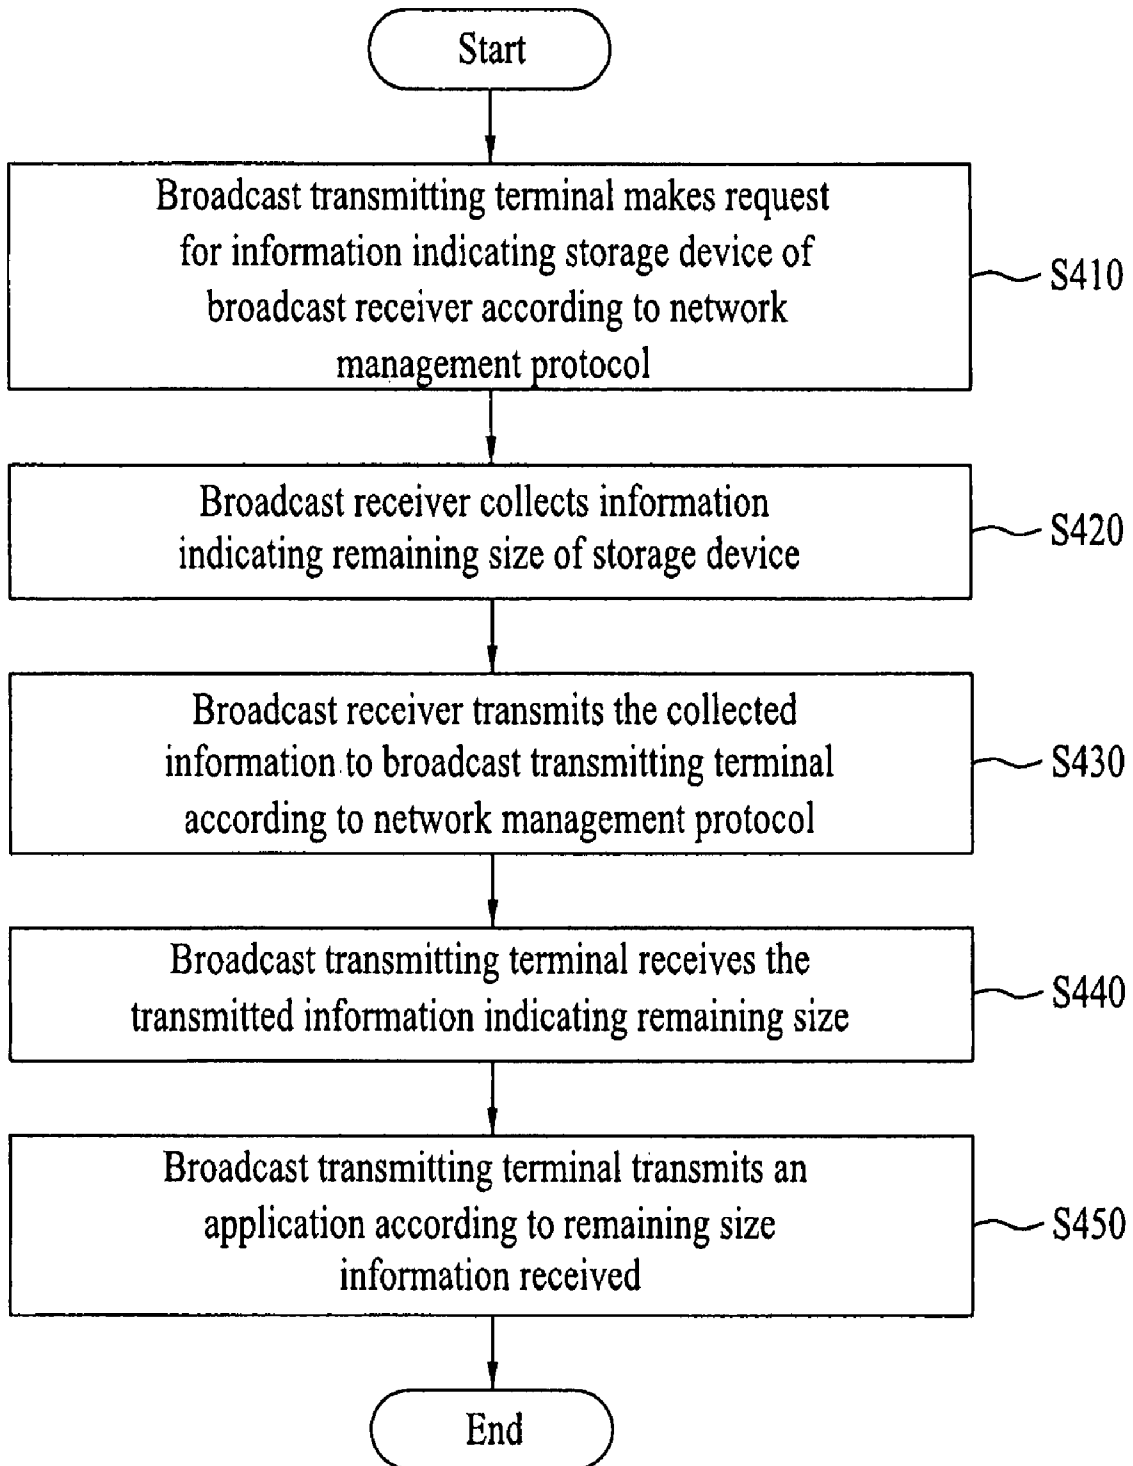 Start
Broadcast transmitting terminal makes request
for information indicating storage device of
broadcast receiver according to network
management protocol
S410
Broadcast receiver collects information
indicating remaining size of storage device
S420
Broadcast receiver transmits the collected
information to broadcast transmitting terminal
according to network management protocol
S430
Broadcast transmitting terminal receives the
transmitted information indicating remaining size
S440
Broadcast transmitting terminal transmits an
application according to remaining size
information received
S450
End